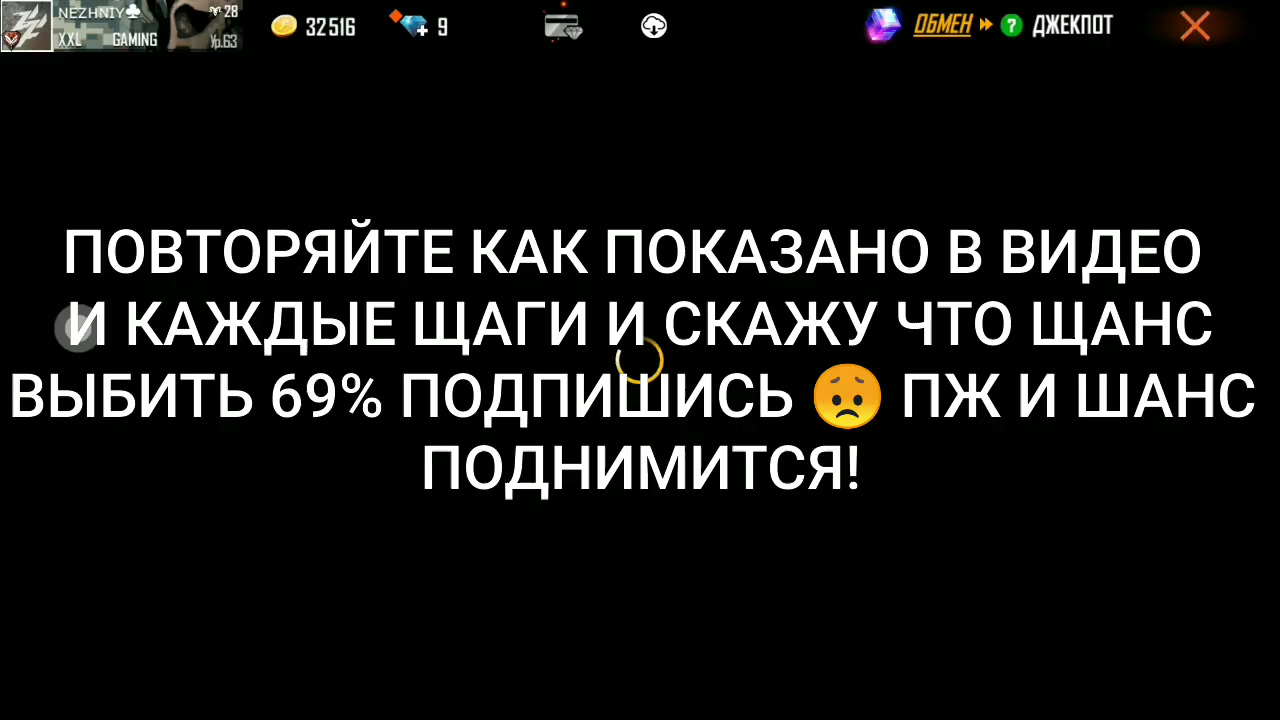 NEZHNIY♣ 28
XXL GAMING Ур.63
32516
9
ОБМЕН ? ДЖЕКПОТ
ПОВТОРЯЙТЕ КАК ПОКАЗАНО В ВИДЕО
И КАЖДЫЕ ЩАГИ И СКАЖУ ЧТО ЩАНС
ВЫБИТЬ 69% ПОДПИШИСЬ 😟 ПЖ И ШАНС
ПОДНИМИТСЯ!